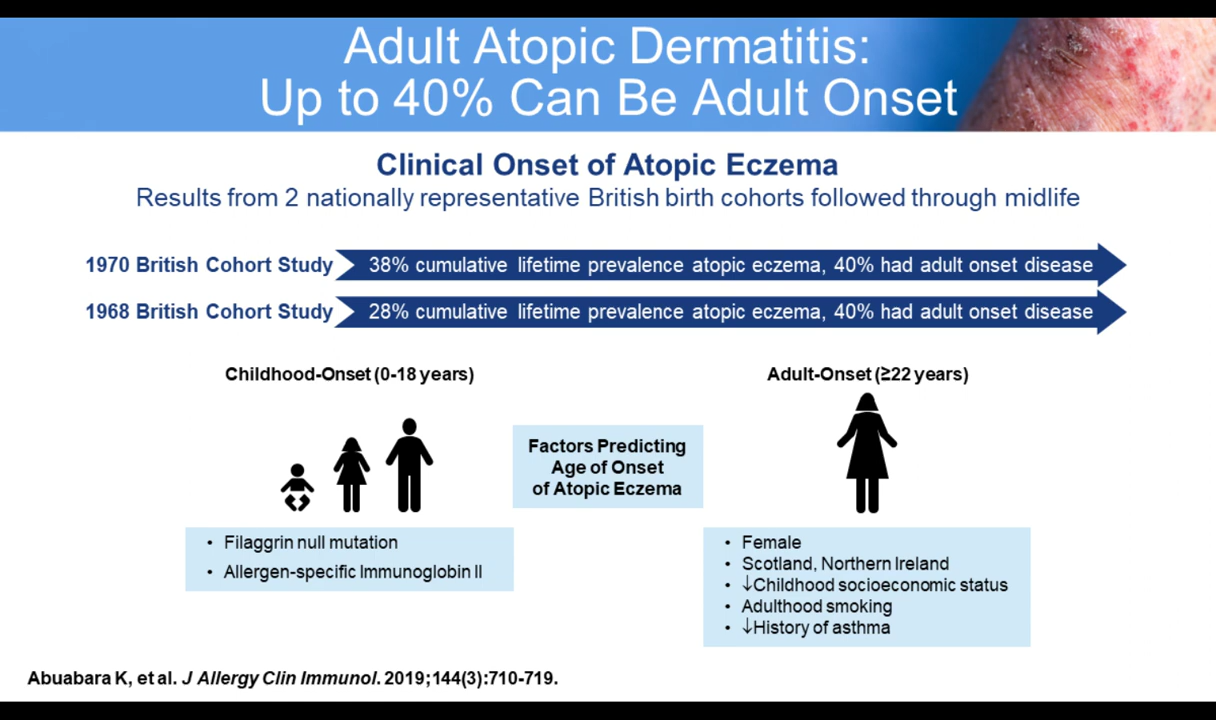 Adult Atopic Dermatitis:
Up to 40% Can Be Adult Onset
Clinical Onset of Atopic Eczema
Results from 2 nationally representative British birth cohorts followed through midlife
1970 British Cohort Study
38% cumulative lifetime prevalence atopic eczema, 40% had adult onset disease
1968 British Cohort Study
28% cumulative lifetime prevalence atopic eczema, 40% had adult onset disease
Childhood-Onset (0-18 years)
Factors Predicting
Age of Onset
of Atopic Eczema
Adult-Onset (≥22 years)
• Filaggrin null mutation
• Allergen-specific Immunoglobin II
• Female
• Scotland, Northern Ireland
• ↓Childhood socioeconomic status
• Adulthood smoking
• ↓History of asthma
Abuabara K, et al. J Allergy Clin Immunol. 2019;144(3):710-719.